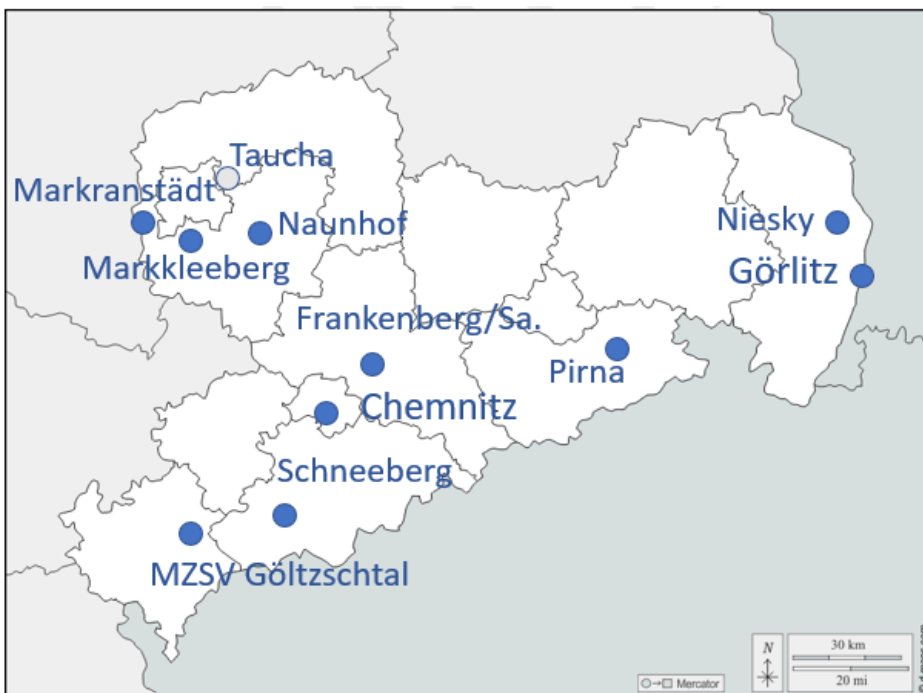 Taucha
Markranstädt
Naunhof
Markkleeberg
Niesky
Görlitz
Frankenberg/Sa.
Pirna
Chemnitz
Schneeberg
MZSV Göltzschtal
N
30 km
20 mi
Mercator